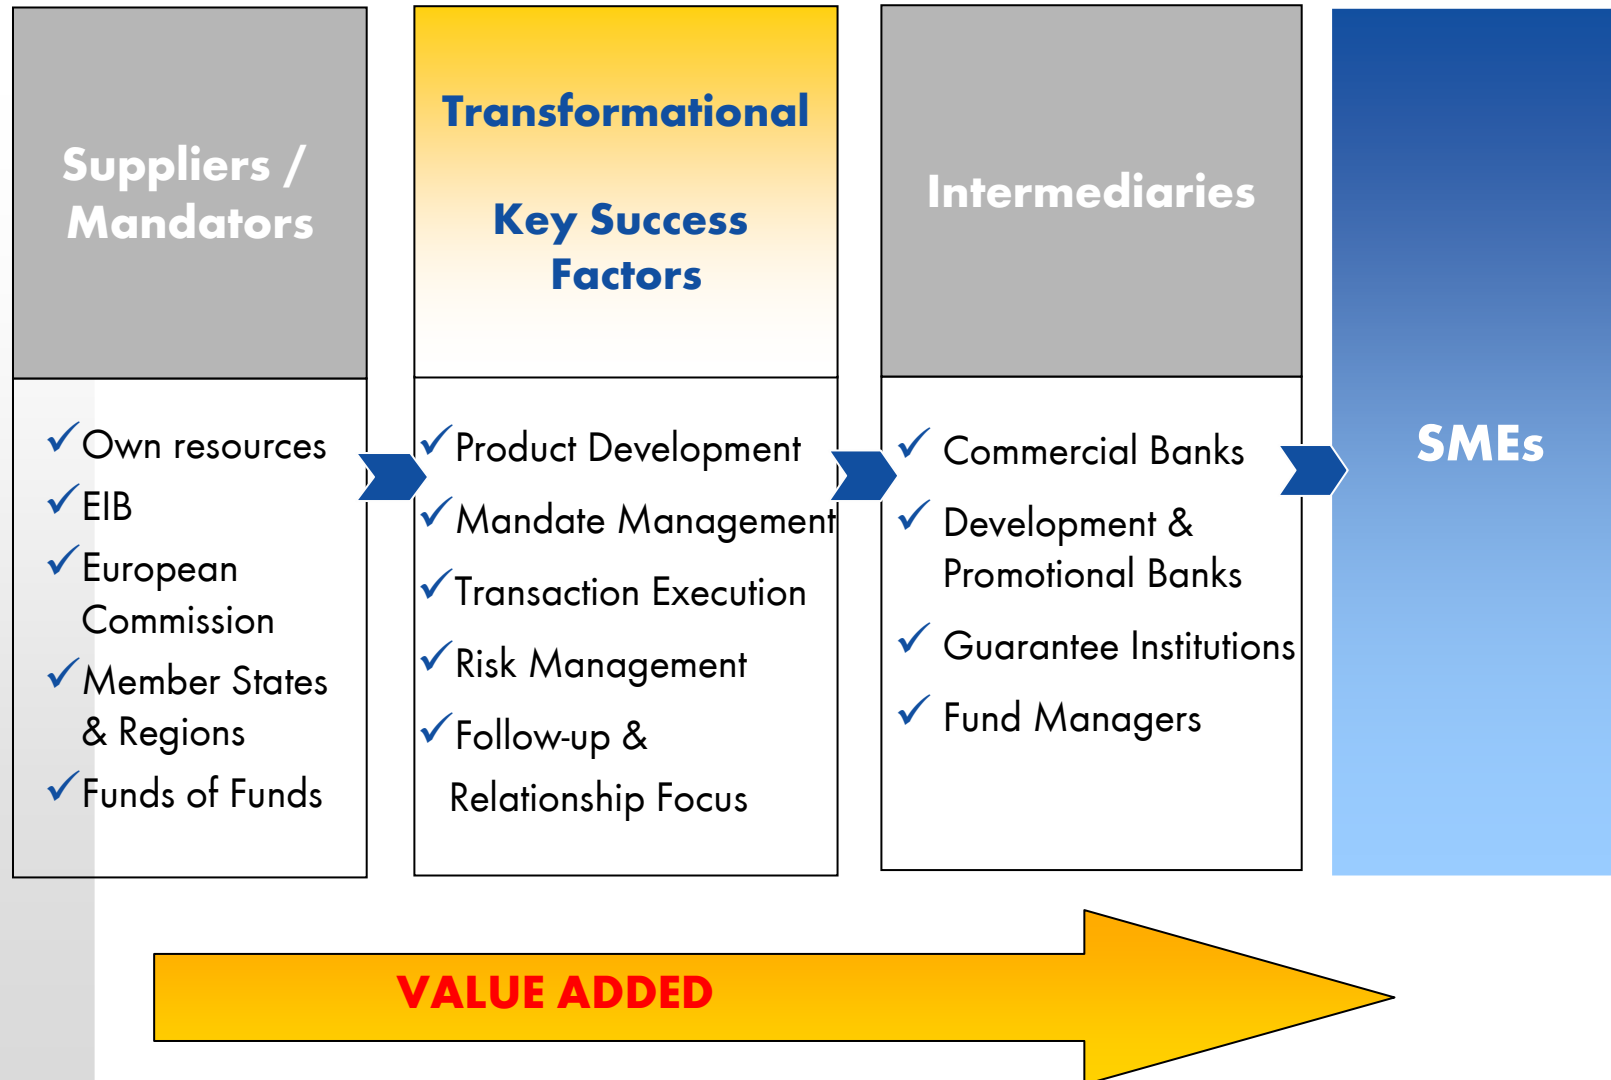 Suppliers /
Mandators
Own resources
EIB
European
Commission
Member States
& Regions
Funds of Funds
Transformational
Key Success
Factors
Product Development
Mandate Management
Transaction Execution
Risk Management
Follow-up &
Relationship Focus
Intermediaries
Commercial Banks
Development &
Promotional Banks
Guarantee Institutions
Fund Managers
SMEs
VALUE ADDED